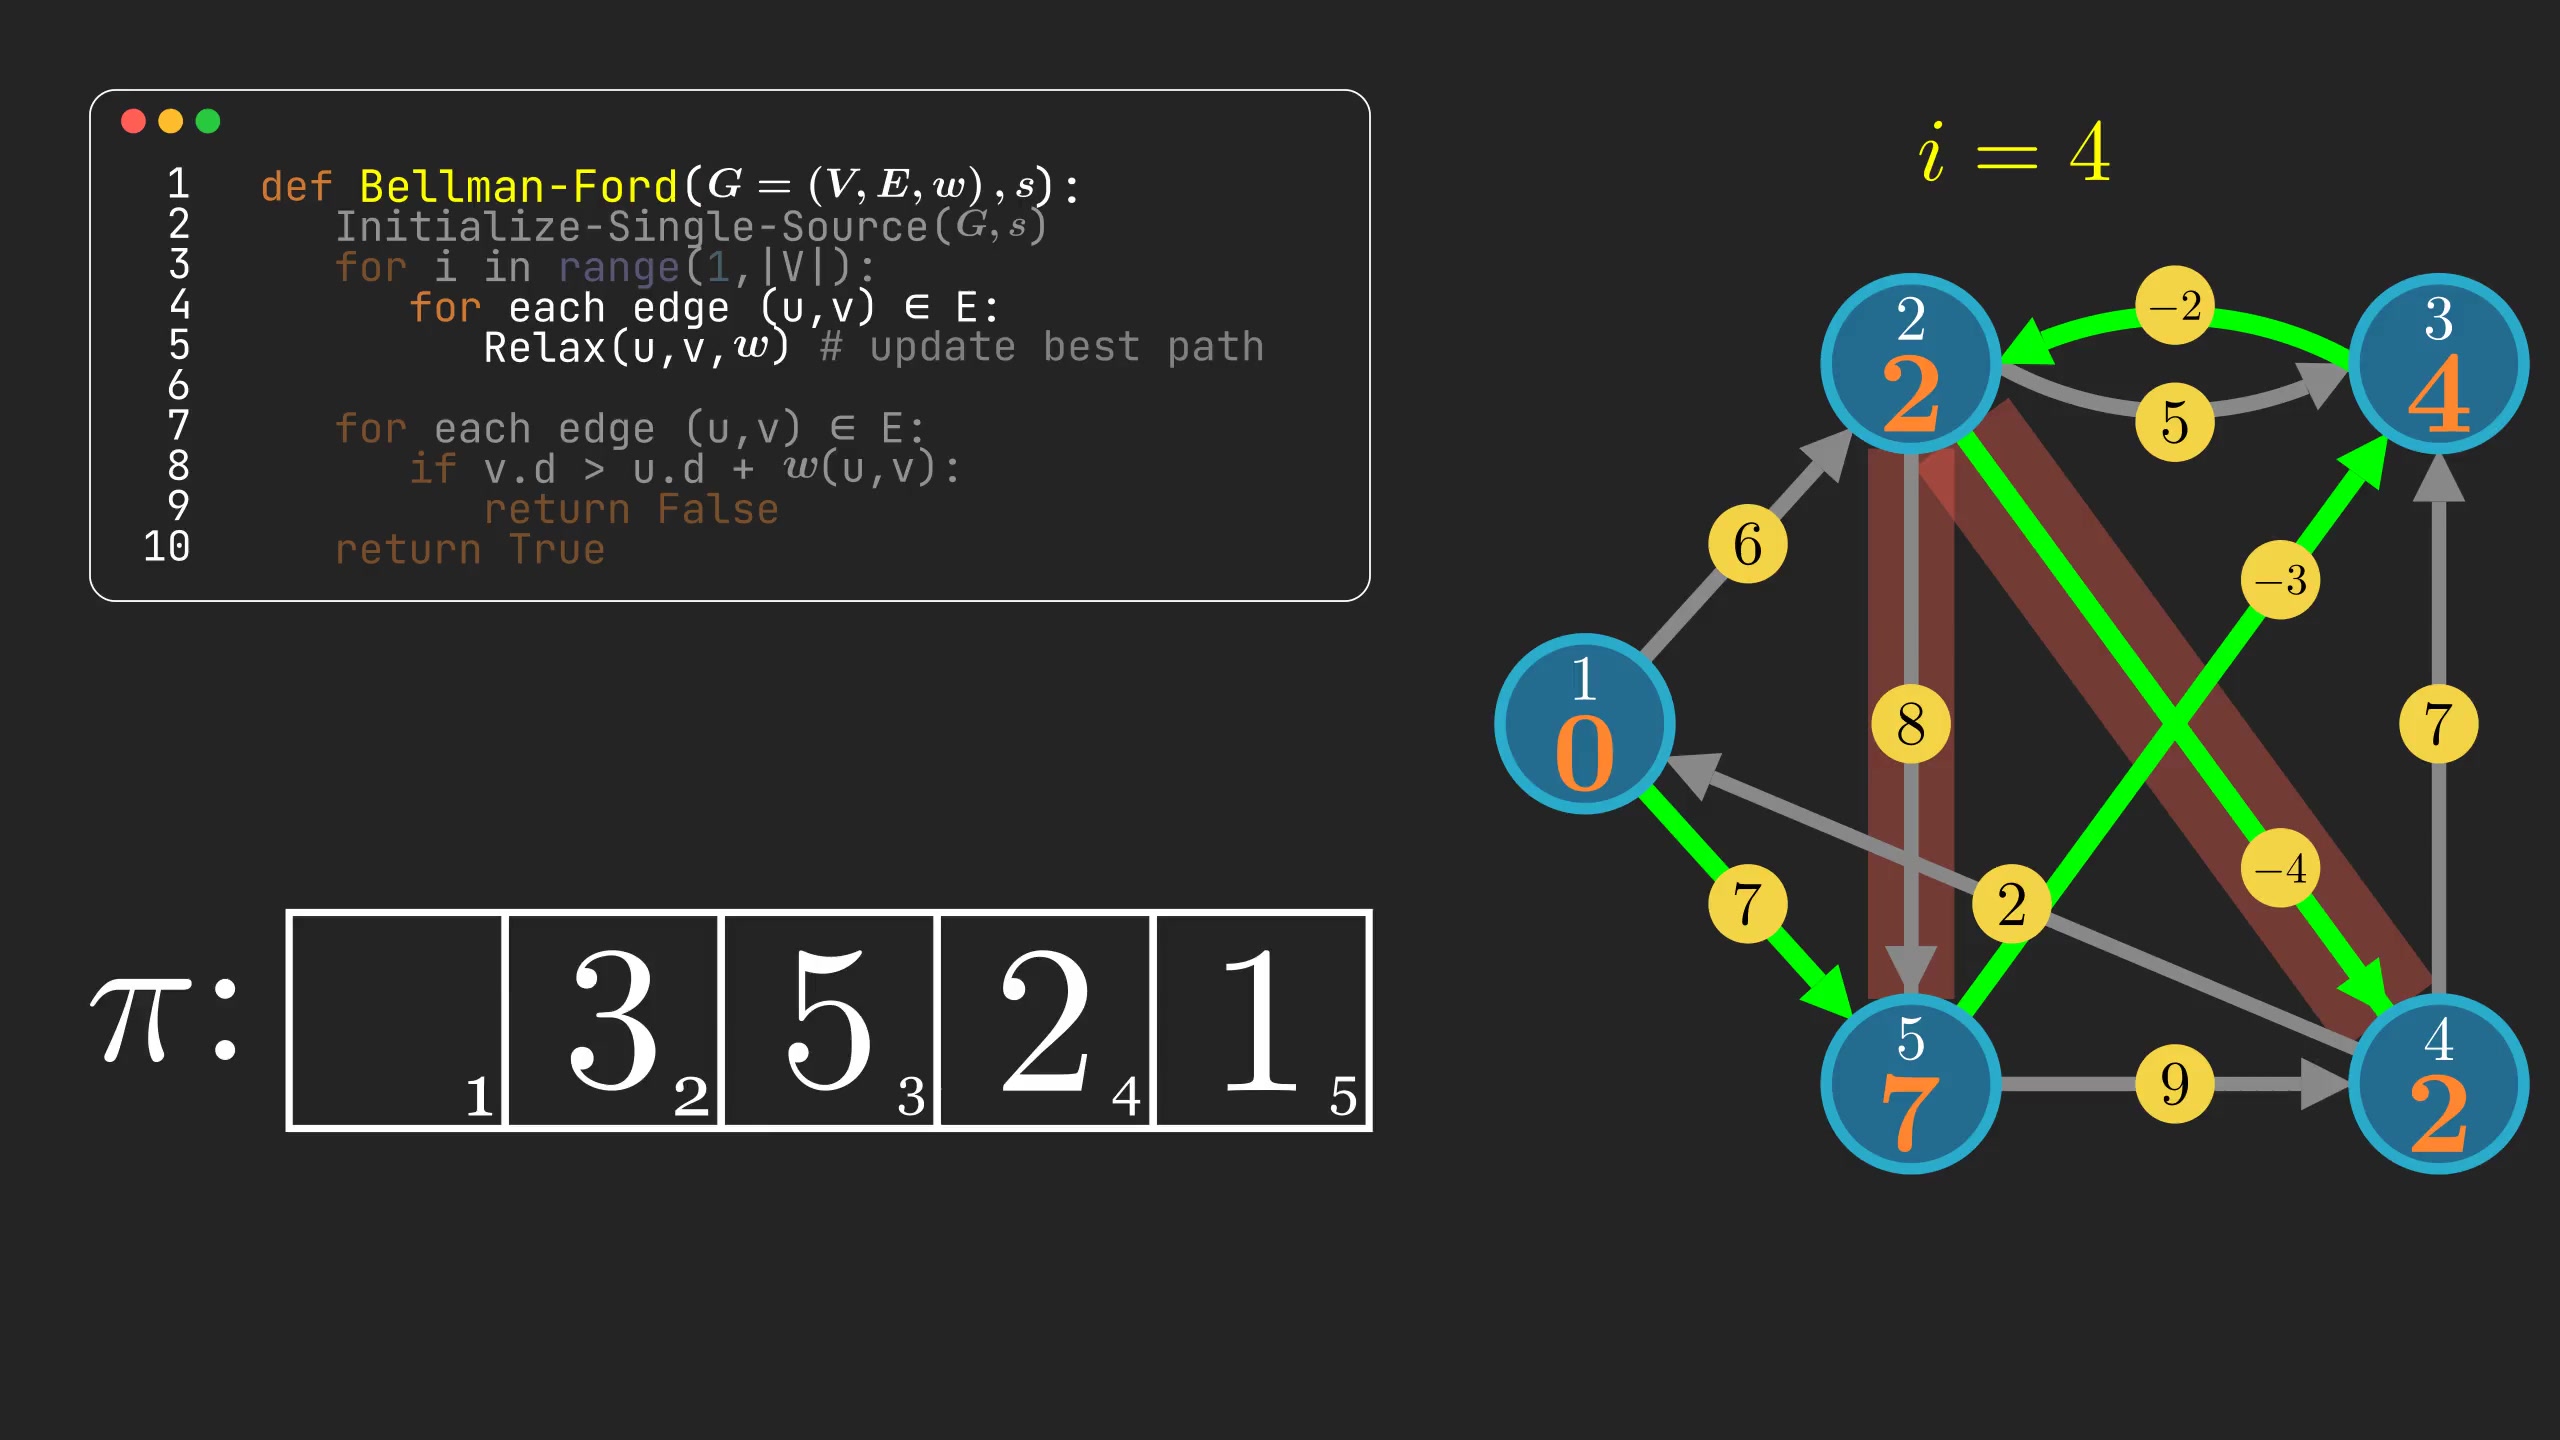 1 def Bellman-Ford(G = (V, E, w), s):
2 Initialize-Single-Source(G, s)
3 for i in range(1,|V|):
4 for each edge (u,v) ∈ E:
5 Relax(u,v,w) # update best path
6
7 for each edge (u,v) ∈ E:
8 if v.d > u.d + w(u,v):
9 return False
10 return True
i = 4
2
2
3
4
−2
5
6
−3
1
0
8
7
−4
7
2
5
7
9
4
2
π:
1
3 2
5 3
2 4
1 5